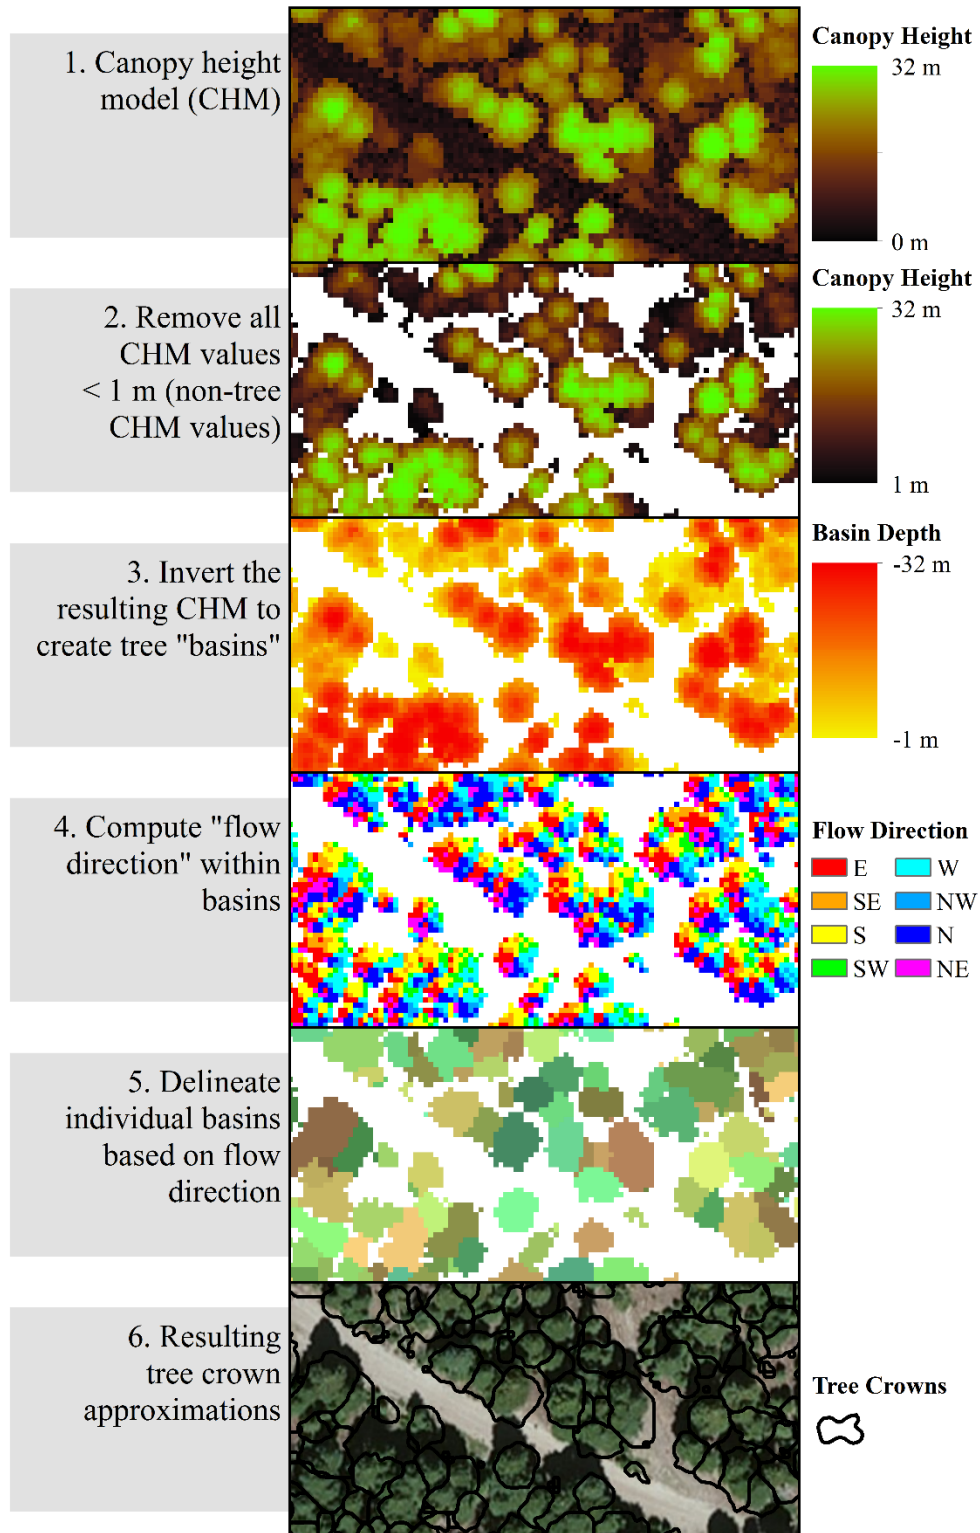 1. Canopy height
model (CHM)
Canopy Height
32 m
0 m
2. Remove all
CHM values
< 1 m (non-tree
CHM values)
Canopy Height
32 m
1 m
3. Invert the
resulting CHM to
create tree "basins"
Basin Depth
-32 m
-1 m
4. Compute "flow
direction" within
basins
Flow Direction
E W
SE NW
S N
SW NE
5. Delineate
individual basins
based on flow
direction
6. Resulting
tree crown
approximations
Tree Crowns